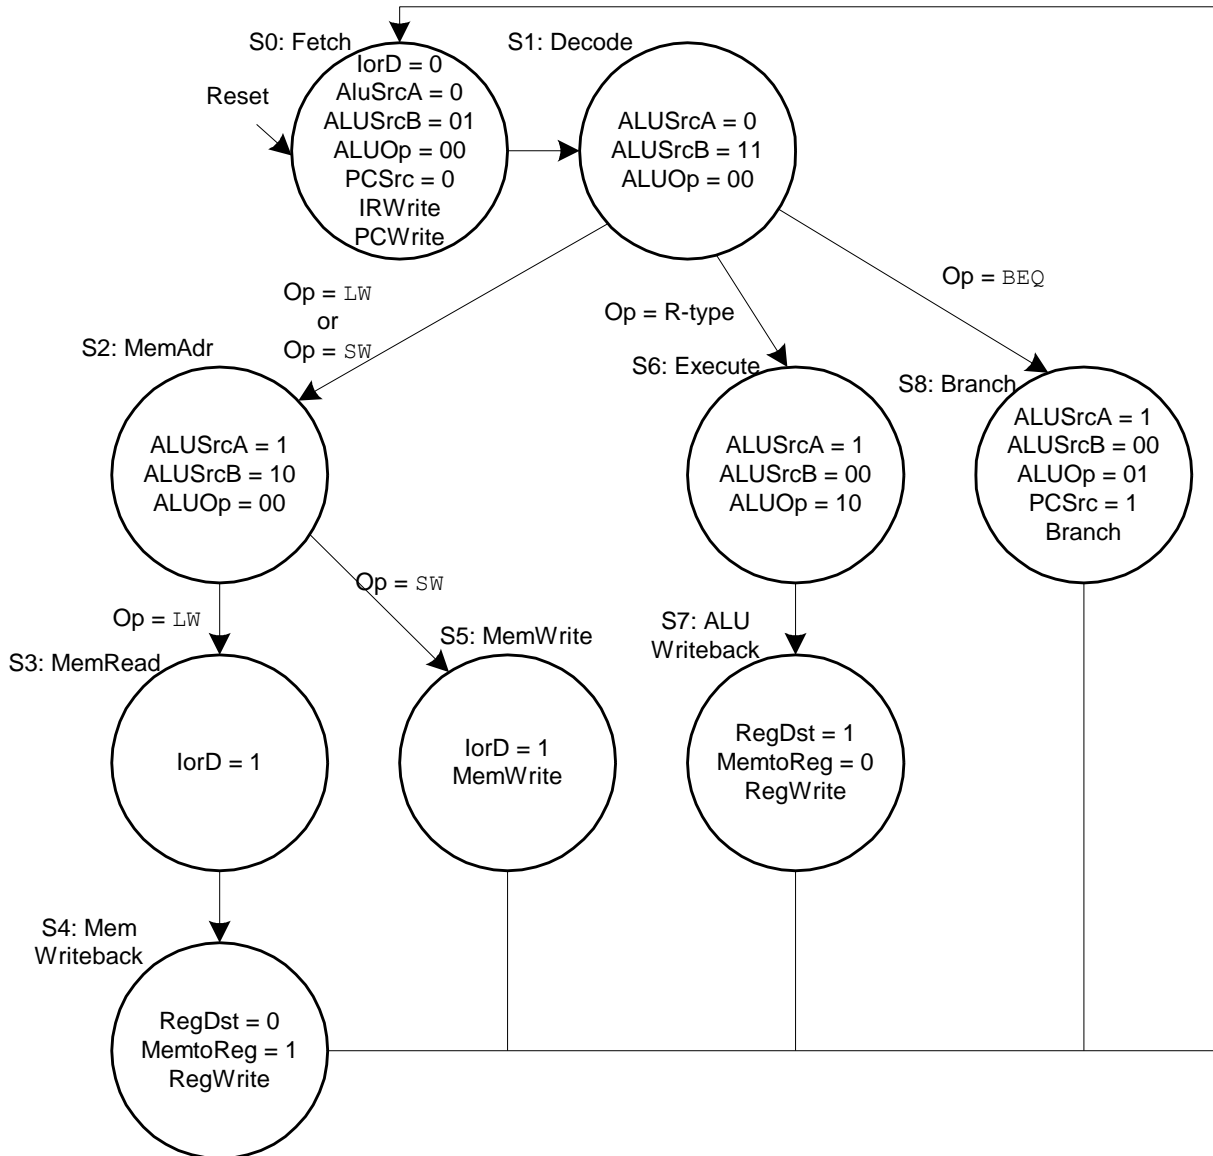 S0: Fetch
S1: Decode
Reset
IorD = 0
AluSrcA = 0
ALUSrcB = 01
ALUOp = 00
PCSrc = 0
IRWrite
PCWrite
ALUSrcA = 0
ALUSrcB = 11
ALUOp = 00
Op = LW
or
Op = SW
Op = R-type
Op = BEQ
S2: MemAdr
S6: Execute
S8: Branch
ALUSrcA = 1
ALUSrcB = 10
ALUOp = 00
ALUSrcA = 1
ALUSrcB = 00
ALUOp = 10
ALUSrcA = 1
ALUSrcB = 00
ALUOp = 01
PCSrc = 1
Branch
Op = LW
Op = SW
S3: MemRead
S5: MemWrite
S7: ALU
Writeback
IorD = 1
IorD = 1
MemWrite
RegDst = 1
MemtoReg = 0
RegWrite
S4: Mem
Writeback
RegDst = 0
MemtoReg = 1
RegWrite